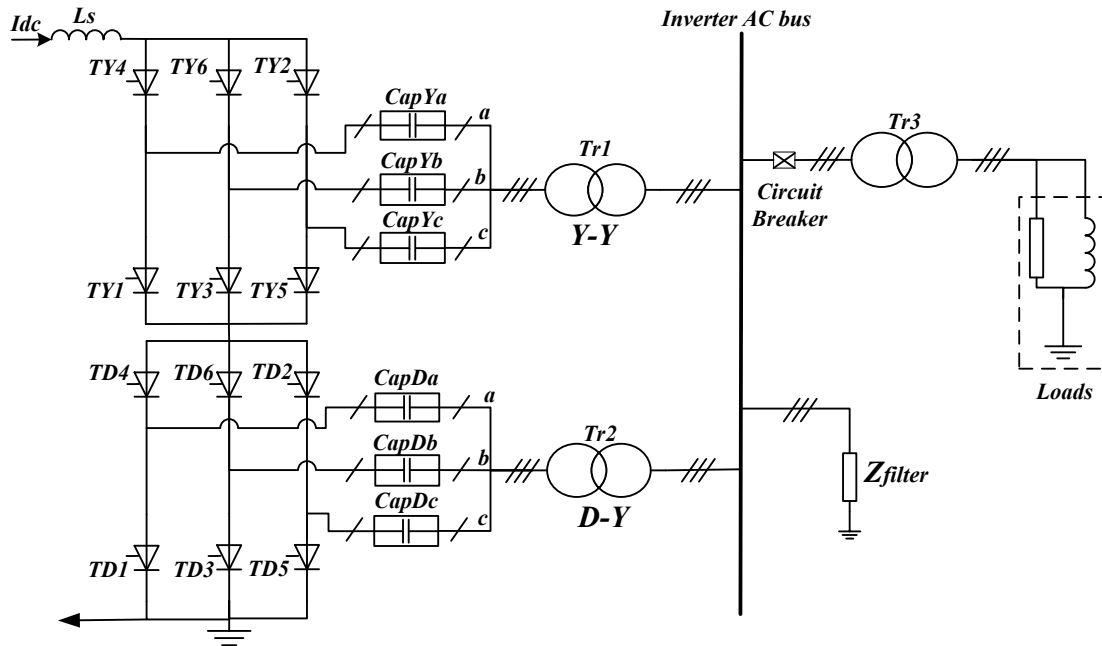 Idc
Ls
Inverter AC bus
TY4
TY6
TY2
CapYa
a
Tr1
Tr3
CapYb
b
Circuit
Breaker
CapYc
c
Y-Y
TY1
TY3
TY5
TD4
TD6
TD2
CapDa
a
Loads
Tr2
CapDb
b
Zfilter
CapDc
c
D-Y
TD1
TD3
TD5